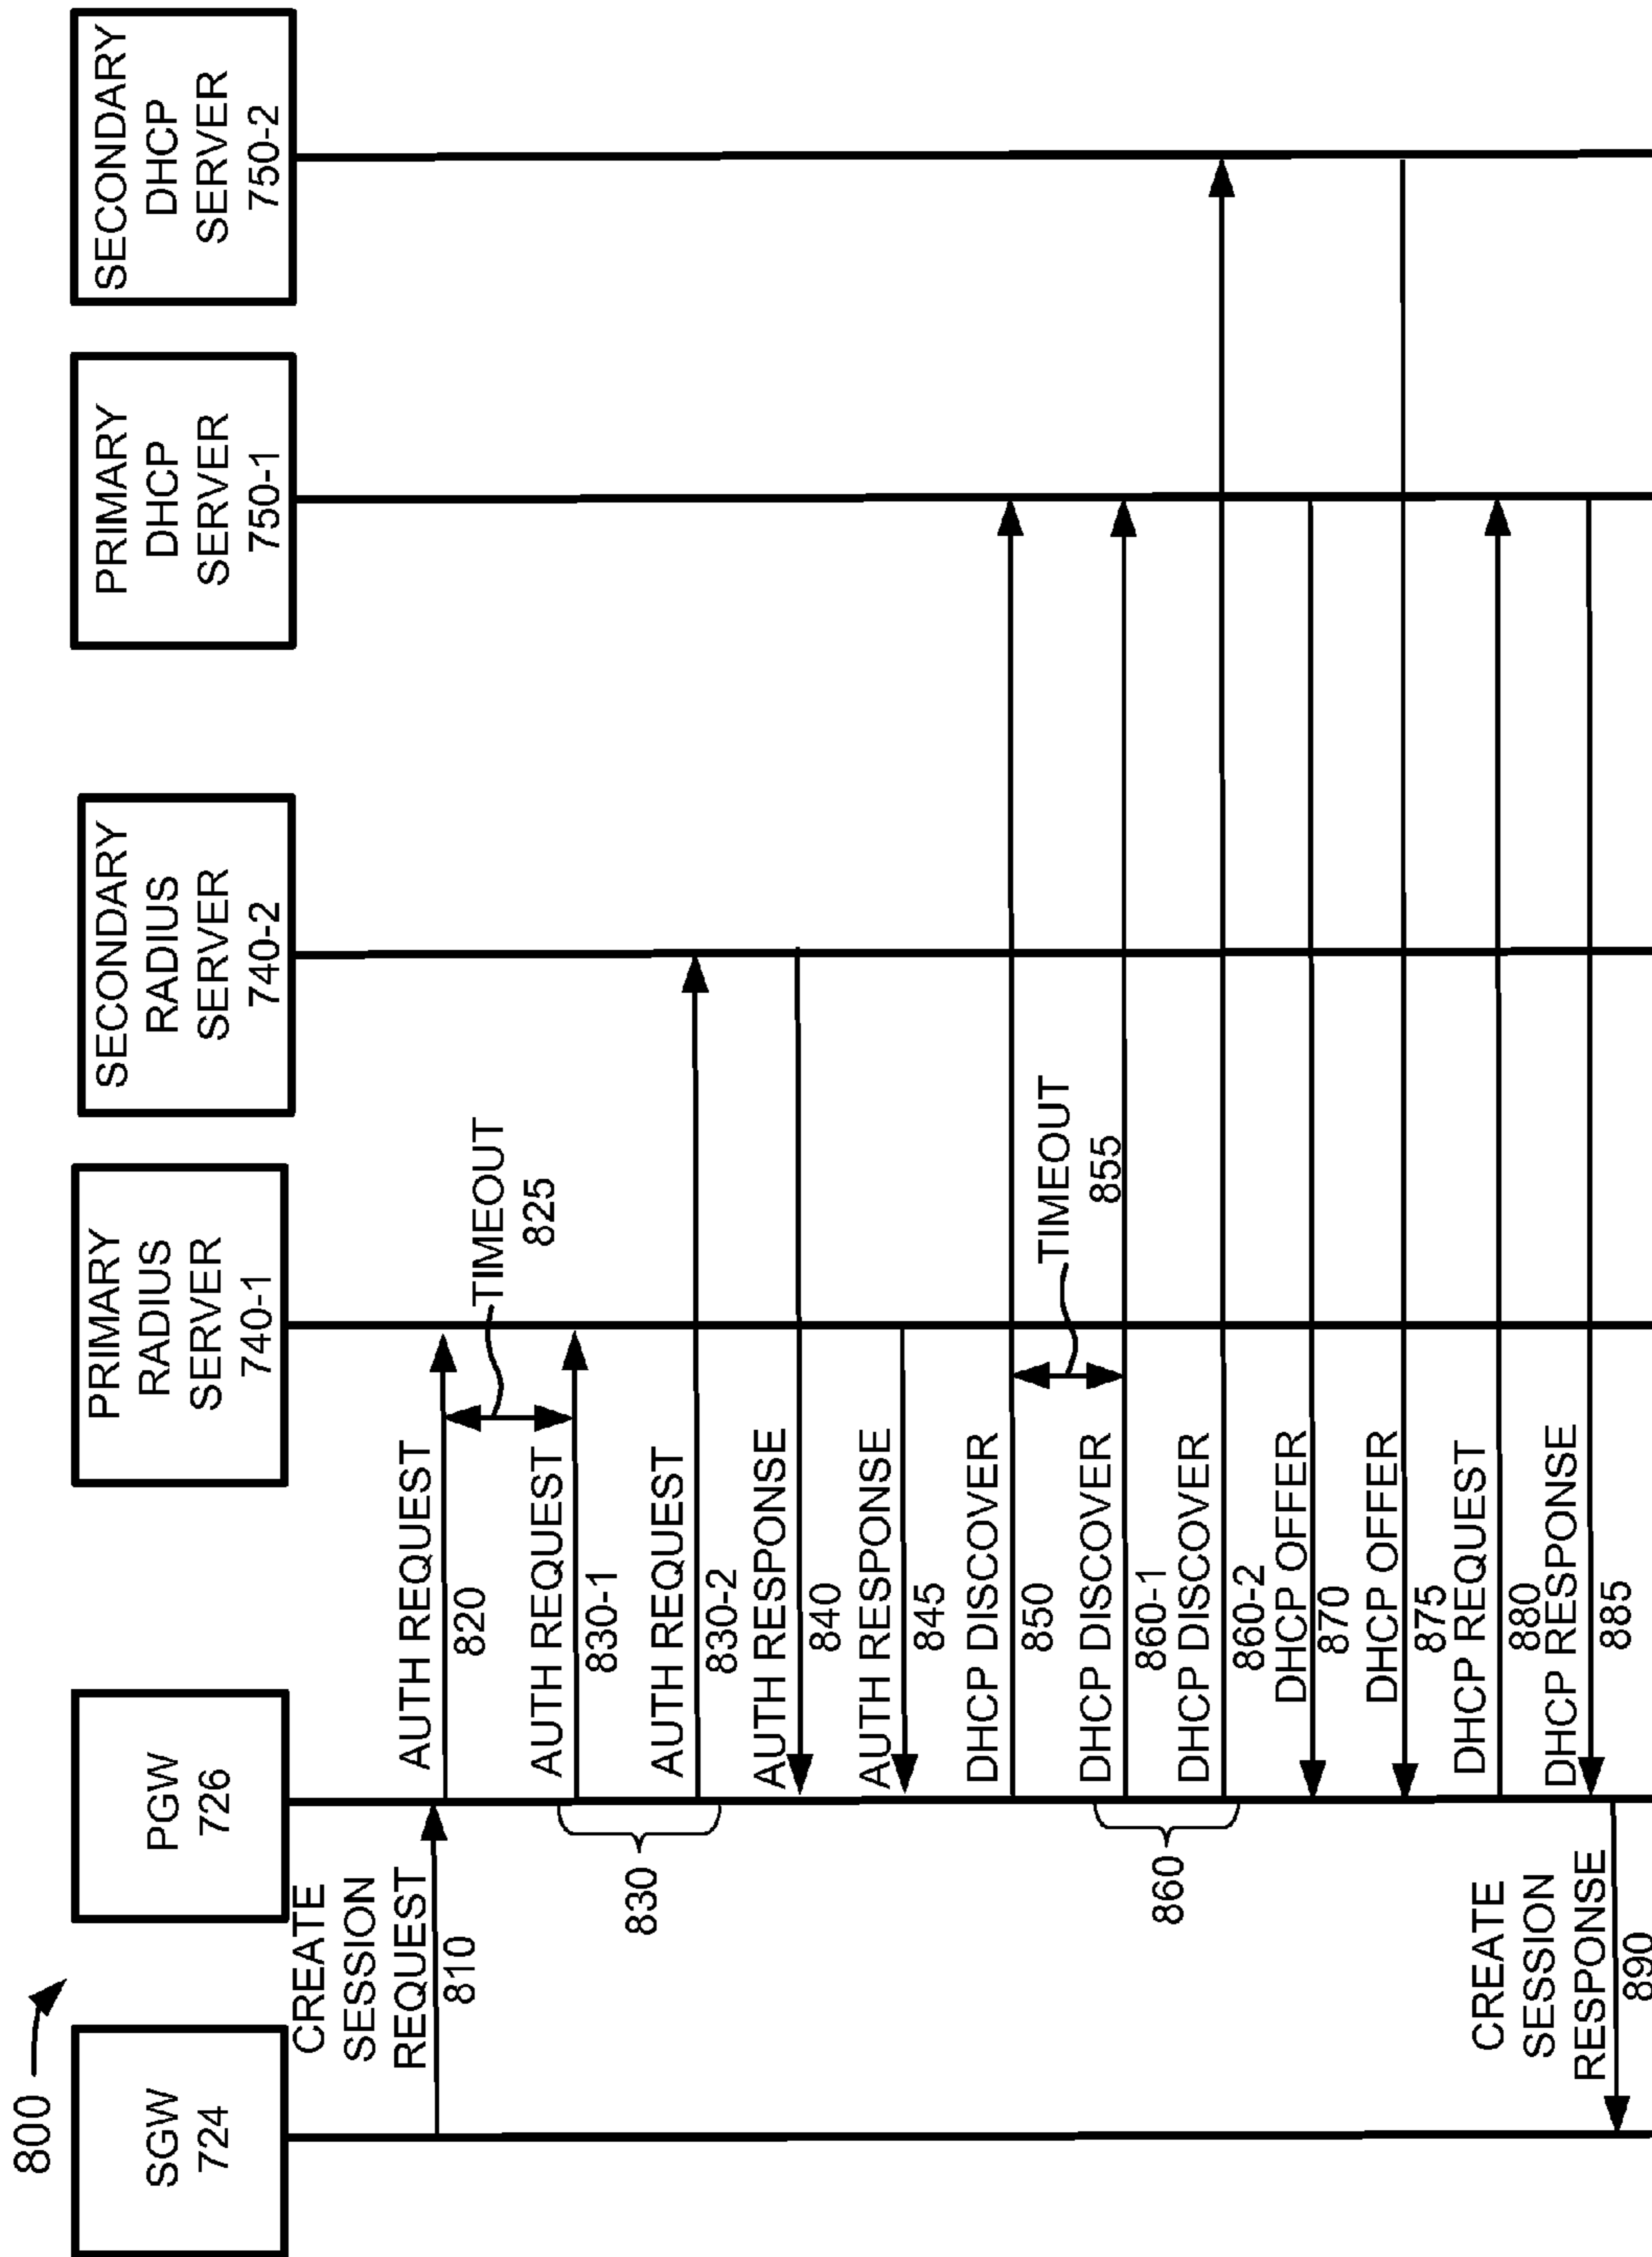 800
SGW
724
PGW
726
PRIMARY
RADIUS
SERVER
740-1
SECONDARY
RADIUS
SERVER
740-2
PRIMARY
DHCP
SERVER
750-1
SECONDARY
DHCP
SERVER
750-2
CREATE
SESSION
REQUEST
810
AUTH REQUEST
820
TIMEOUT
825
AUTH REQUEST
830-1
830
AUTH REQUEST
830-2
AUTH RESPONSE
840
AUTH RESPONSE
845
DHCP DISCOVER
850
TIMEOUT
855
DHCP DISCOVER
860-1
860
DHCP DISCOVER
860-2
DHCP OFFER
870
DHCP OFFER
875
DHCP REQUEST
880
DHCP RESPONSE
885
CREATE
SESSION
RESPONSE
890